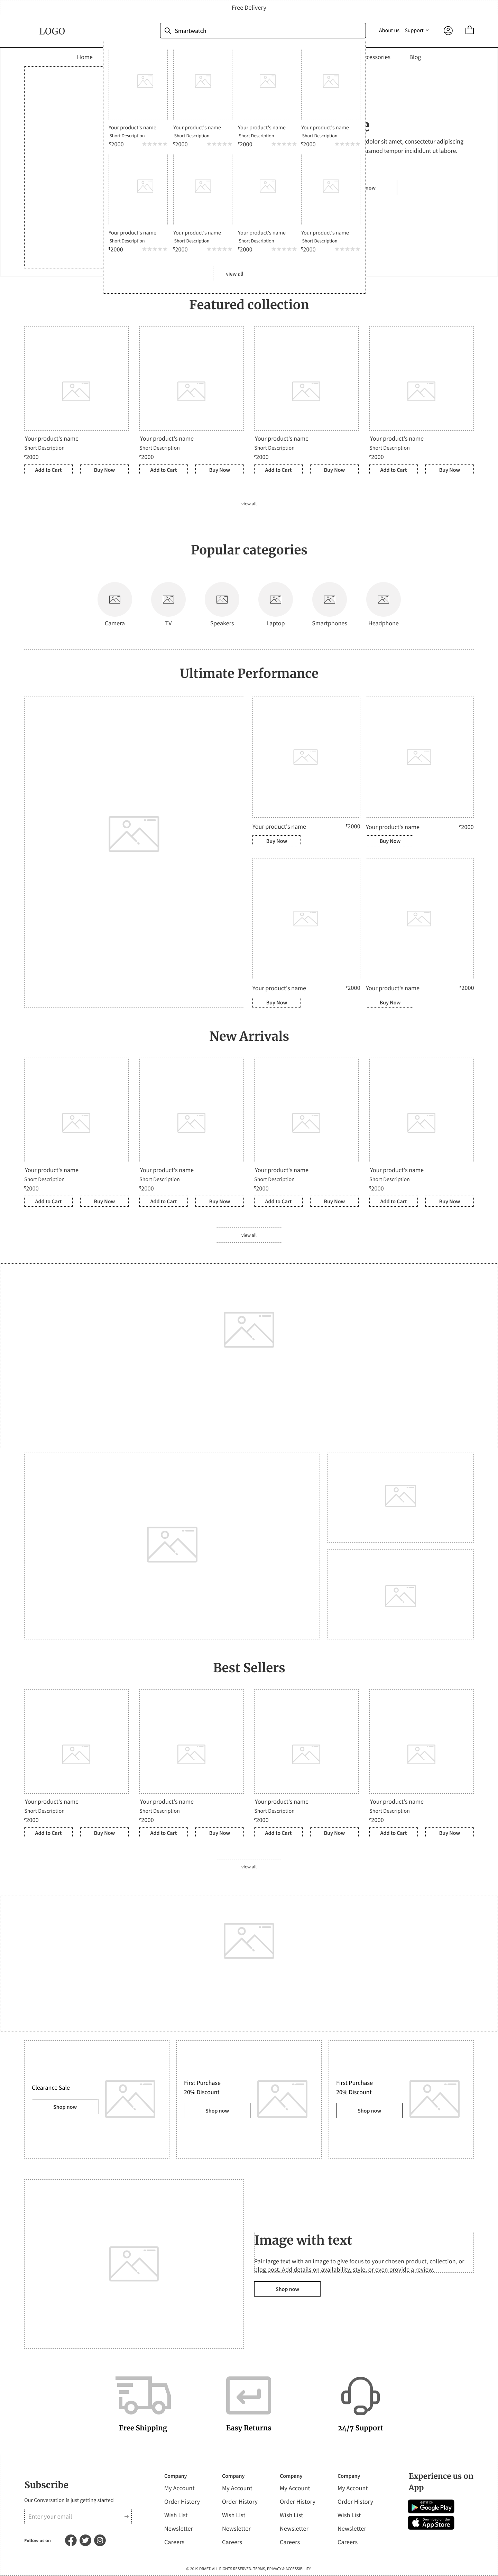 Free Delivery
LOGO
Smartwatch
About us Support
Home
Blog
dolor sit amet, consectetur adipiscing
incididunt ut labore.
now
Your product's name Your product's name Your product's name Your product's name
Short Description Short Description Short Description Short Description
₹2000 ₹2000 ₹2000 ₹2000
Your product's name Your product's name Your product's name Your product's name
Short Description Short Description Short Description Short Description
₹2000 ₹2000 ₹2000 ₹2000
view all
Featured collection
Your product's name Your product's name Your product's name Your product's name
Short Description Short Description Short Description Short Description
₹2000 ₹2000 ₹2000 ₹2000
Add to Cart Buy Now Add to Cart Buy Now Add to Cart Buy Now Add to Cart Buy Now
view all
Popular categories
Camera TV Speakers Laptop Smartphones Headphone
Ultimate Performance
Your product's name ₹2000 Your product's name ₹2000
Buy Now Buy Now
Your product's name ₹2000 Your product's name ₹2000
Buy Now Buy Now
New Arrivals
Your product's name Your product's name Your product's name Your product's name
Short Description Short Description Short Description Short Description
₹2000 ₹2000 ₹2000 ₹2000
Add to Cart Buy Now Add to Cart Buy Now Add to Cart Buy Now Add to Cart Buy Now
view all
Best Sellers
Your product's name Your product's name Your product's name Your product's name
Short Description Short Description Short Description Short Description
₹2000 ₹2000 ₹2000 ₹2000
Add to Cart Buy Now Add to Cart Buy Now Add to Cart Buy Now Add to Cart Buy Now
view all
Clearance Sale
Shop now
First Purchase
20% Discount
Shop now
First Purchase
20% Discount
Shop now
Image with text
Pair large text with an image to give focus to your chosen product, collection, or
blog post. Add details on availability, style, or even provide a review.
Shop now
Free Shipping Easy Returns 24/7 Support
Subscribe
Our Conversation is just getting started
Enter your email
Follow us on
Company
My Account
Order History
Wish List
Newsletter
Careers
Company
My Account
Order History
Wish List
Newsletter
Careers
Company
My Account
Order History
Wish List
Newsletter
Careers
Company
My Account
Order History
Wish List
Newsletter
Careers
Experience us on
App
GET IT ON
Google Play
Download on the
App Store
© 2019 DRAFT. ALL RIGHTS RESERVED. TERMS, PRIVACY & ACCESSIBILITY